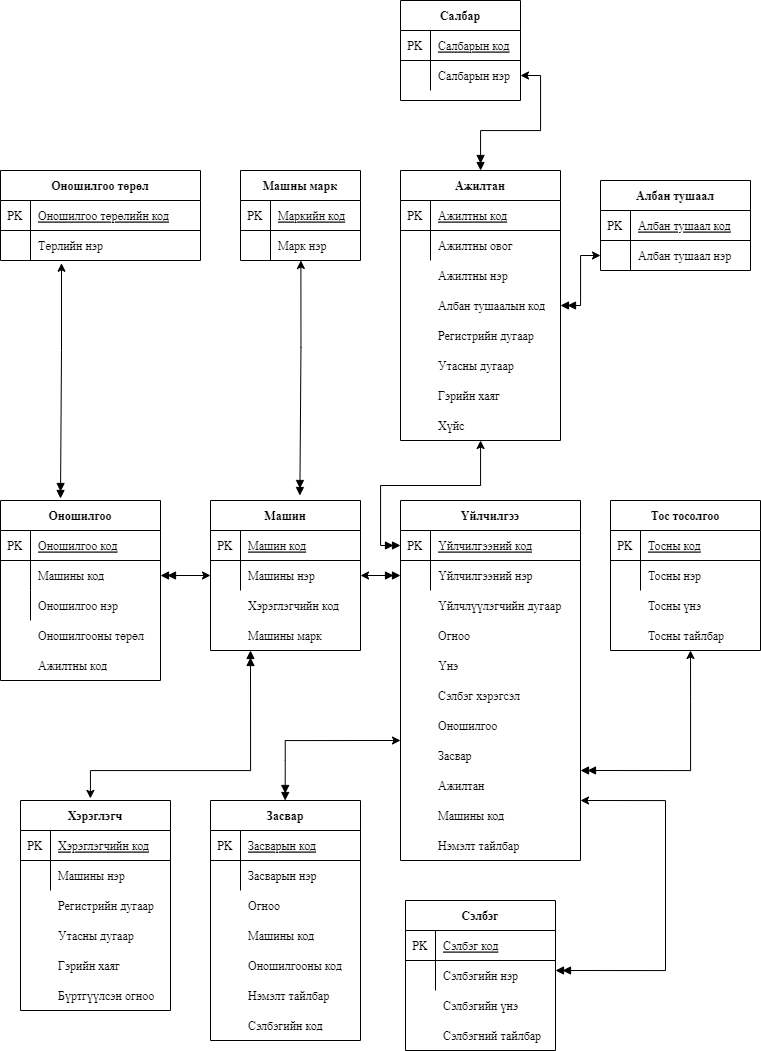 Салбар
PK Салбарын код
Салбарын нэр
Оношилгоо төрөл
PK Оношилгоо төрөлийн код
Төрлийн нэр
Машны марк
PK Маркийн код
Марк нэр
Ажилтан
PK Ажилтны код
Ажилтны овог
Ажилтны нэр
Албан тушаалын код
Регистрийн дугаар
Утасны дугаар
Гэрийн хаяг
Хүйс
Албан тушаал
PK Албан тушаал код
Албан тушаал нэр
Оношилгоо
PK Оношилгоо код
Машины код
Оношилгоо нэр
Оношилгооны төрөл
Ажилтны код
Машин
PK Машин код
Машины нэр
Хэрэглэгчийн код
Машины марк
Үйлчилгээ
PK Үйлчилгээний код
Үйлчилгээний нэр
Үйлчлүүлэгчийн дугаар
Огноо
Үнэ
Сэлбэг хэрэгсэл
Оношилгоо
Засвар
Ажилтан
Машины код
Нэмэлт тайлбар
Тос тосолгоо
PK Тосны код
Тосны нэр
Тосны үнэ
Тосны тайлбар
Хэрэглэгч
PK Хэрэглэгчийн код
Машины нэр
Регистрийн дугаар
Утасны дугаар
Гэрийн хаяг
Бүртгүүлсэн огноо
Засвар
PK Засварын код
Засварын нэр
Огноо
Машины код
Оношилгооны код
Нэмэлт тайлбар
Сэлбэгийн код
Сэлбэг
PK Сэлбэг код
Сэлбэгийн нэр
Сэлбэгийн үнэ
Сэлбэгний тайлбар